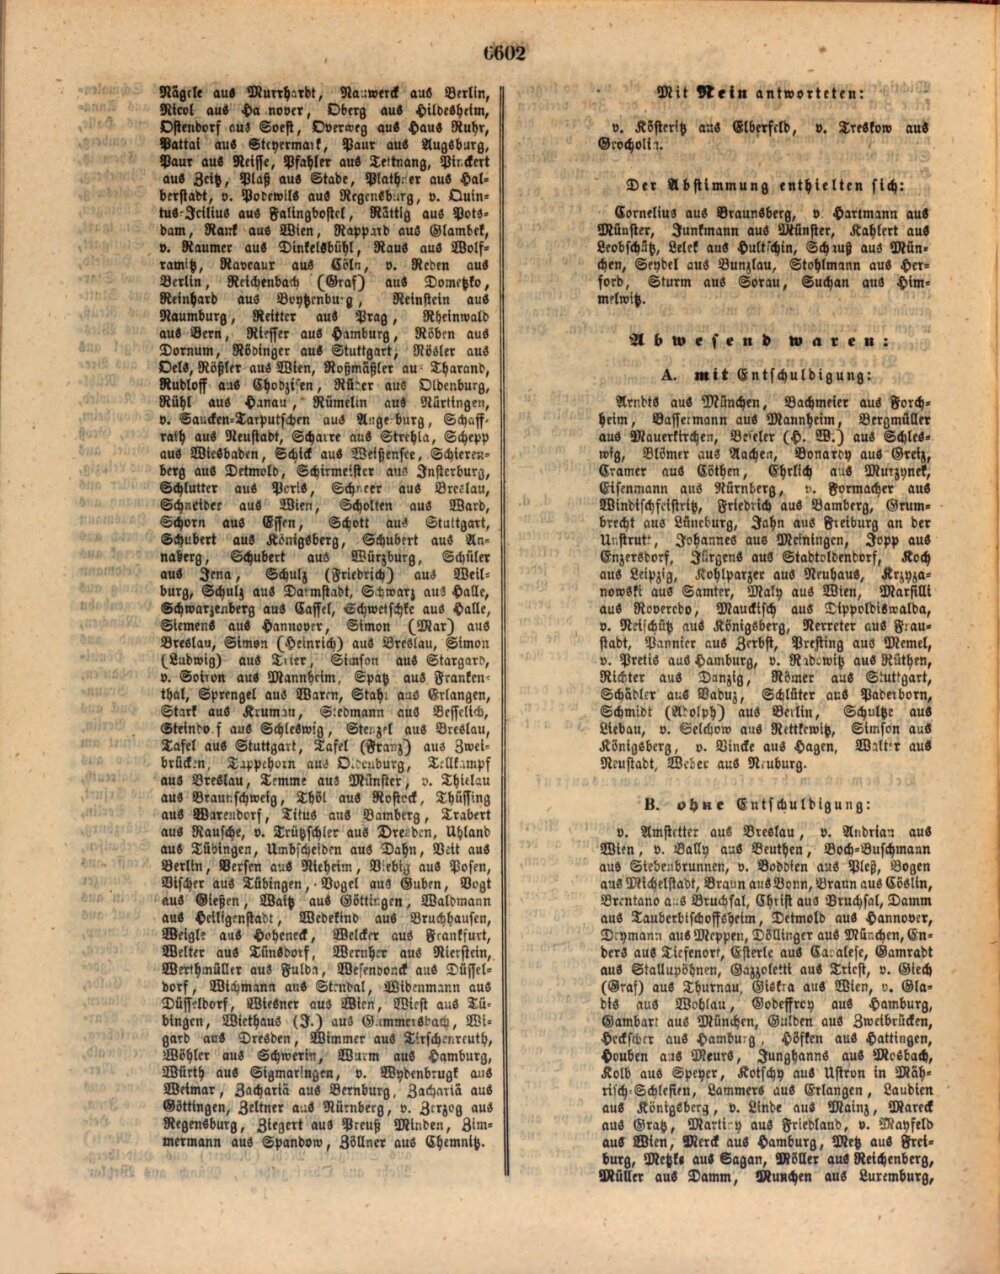 6602
Nägele aus Murrhardt, Nauwerck aus Berlin,
Nicol aus Hannover, Oberg aus Hildesheim,
Ostendorf aus Soest, Overweg aus Haus Ruhr,
Pattai aus Steyermark, Paur aus Augsburg,
Paur aus Neisse, Pfahler aus Tettnang, Pinckert
aus Zeitz, Plaß aus Stade, Plathner aus Hal-
berstadt, v. Podewils aus Regensburg, v. Quin-
tus-Icilius aus Falingbostel, Rättig aus Pots-
dam, Rank aus Wien, Rappard aus Glambek,
v. Raumer aus Dinkelsbühl, Raus aus Wolf-
ramitz, Raveaux aus Cöln, v. Reden aus
Berlin, Reichenbach (Graf) aus Dometzko,
Reinhard aus Boytzenburg, Reinstein aus
Naumburg, Reitter aus Prag, Rheinwald
aus Bern, Riesser aus Hamburg, Röben aus
Dornum, Rödinger aus Stuttgart, Rösler aus
Oels, Rößler aus Wien, Roßmäßler aus Tharand,
Rudloff aus Chodzisen, Rüder aus Oldenburg,
Rühl aus Hanau, Rümelin aus Nürtingen,
v. Saucken-Tarputschen aus Angerburg, Schaff-
rath aus Neustadt, Scharre aus Strehla, Schepp
aus Wiesbaden, Schick aus Weißensee, Schieren-
berg aus Detmold, Schirmeister aus Insterburg,
Schlutter aus Poris, Schneer aus Breslau,
Schneider aus Wien, Scholten aus Ward,
Schorn aus Essen, Schott aus Stuttgart,
Schubert aus Königsberg, Schubert aus An-
naberg, Schubert aus Würzburg, Schüler
aus Jena, Schulz (Friedrich) aus Weil-
burg, Schulz aus Darmstadt, Schwarz aus Halle,
Schwarzenberg aus Cassel, Schwetschke aus Halle,
Siemens aus Hannover, Simon (Max) aus
Breslau, Simon (Heinrich) aus Breslau, Simon
(Ludwig) aus Trier, Simson aus Stargard,
v. Soiron aus Mannheim, Spatz aus Franken-
thal, Sprengel aus Waren, Stahl aus Erlangen,
Stark aus Krumau, Stedmann aus Besselich,
Steindorf aus Schleswig, Stenzel aus Breslau,
Tafel aus Stuttgart, Tafel (Franz) aus Zwei-
brücken, Tappehorn aus Oldenburg, Tellkampf
aus Breslau, Temme aus Münster, v. Thielau
aus Braunschweig, Thöl aus Rostock, Thüssing
aus Warendorf, Titus aus Bamberg, Trabert
aus Rausche, v. Trützschler aus Dresden, Uhland
aus Tübingen, Umbscheiden aus Dahn, Veit aus
Berlin, Versen aus Nieheim, Viebig aus Posen,
Vischer aus Tübingen, Vogel aus Guben, Vogt
aus Gießen, Waitz aus Göttingen, Waldmann
aus Heiligenstadt, Wedekind aus Bruchhausen,
Weigle aus Hoheneck, Welcker aus Frankfurt,
Welter aus Tünsdorf, Wernher aus Nierstein,
Werthmüller aus Fulda, Wesendonck aus Düssel-
dorf, Wichmann aus Stendal, Widenmann aus
Düsseldorf, Wiesner aus Wien, Wiest aus Tü-
bingen, Wiethaus (J.) aus Gummersbach, Wi-
gard aus Dresden, Wimmer aus Tirschenreuth,
Wöhler aus Schwerin, Wurm aus Hamburg,
Würth aus Sigmaringen, v. Wydenbrugk aus
Weimar, Zachariä aus Bernburg, Zachariä aus
Göttingen, Zeltner aus Nürnberg, v. Zerzog aus
Regensburg, Ziegert aus Preuß Minden, Zim-
mermann aus Spandow, Zöllner aus Chemnitz.
Mit Nein antworteten:
v. Kösteritz aus Elberfeld, v. Treskow aus
Grocholin.
Der Abstimmung enthielten sich:
Cornelius aus Braunsberg, v. Hartmann aus
Münster, Junkmann aus Münster, Kahlert aus
Leobschütz, Lelek aus Hultschin, Schauß aus Mün-
chen, Seydel aus Bunzlau, Stohlmann aus Her-
ford, Sturm aus Sorau, Suchan aus Him-
melwitz.
Abwesend waren:
A. mit Entschuldigung:
Arndts aus München, Bachmeier aus Forch-
heim, Bassermann aus Mannheim, Bergmüller
aus Mauerkirchen, Beseler (H. W.) aus Schles-
wig, Blömer aus Aachen, Bonardy aus Greiz,
Cramer aus Cöthen, Ehrlich aus Murzynek,
Eisenmann aus Nürnberg, v. Formacher aus
Windischfeistritz, Friedrich aus Bamberg, Grum-
brecht aus Lüneburg, Jahn aus Freiburg an der
Unstrut, Johannes aus Meiningen, Jopp aus
Enzersdorf, Jürgens aus Stadtoldendorf, Koch
aus Leipzig, Kohlparzer aus Neuhaus, Krzyza-
nowski aus Samter, Maly aus Wien, Marsilli
aus Roveredo, Mauckisch aus Dippoldiswalda,
v. Neischütz aus Königsberg, Nerreter aus Frau-
stadt, Pannier aus Zerbst, Presting aus Memel,
v. Pretis aus Hamburg, v. Radowitz aus Rüthen,
Richter aus Danzig, Römer aus Stuttgart,
Schädler aus Vaduz, Schlüter aus Paderborn,
Schmidt (Adolph) aus Berlin, Schultze aus
Liebau, v. Selchow aus Rettkewitz, Simson aus
Königsberg, v. Vincke aus Hagen, Walter aus
Neustadt, Weber aus Neuburg.
B. ohne Entschuldigung:
v. Amstetter aus Breslau, v. Andrian aus
Wien, v. Bally aus Beuthen, Boch-Buschmann
aus Siebenbrunnen, v. Boddien aus Pleß, Bogen
aus Michelstadt, Braun aus Bonn, Braun aus Cöslin,
Brentano aus Bruchsal, Christ aus Bruchsal, Damm
aus Tauberbischoffsheim, Detmold aus Hannover,
Deymann aus Meppen, Döllinger aus München, En-
ders aus Tiefenort, Esterle aus Cavalese, Gamradt
aus Stallupöhnen, Gazzoletti aus Triest, v. Giech
(Graf) aus Thurnau, Giskra aus Wien, v. Gla-
dis aus Wohlau, Godeffroy aus Hamburg,
Gombart aus München, Gulden aus Zweibrücken,
Heckscher aus Hamburg, Höfken aus Hattingen,
Houben aus Meurs, Junghanns aus Mosbach,
Kolb aus Speyer, Kotschy aus Ustron in Mäh-
risch-Schlesien, Lammers aus Erlangen, Laudien
aus Königsberg, v. Linde aus Mainz, Mareck
aus Gratz, Martiny aus Friedland, v. Mayfeld
aus Wien, Merck aus Hamburg, Metz aus Frei-
burg, Metzke aus Sagan, Möller aus Reichenberg,
Müller aus Damm, Munchen aus Luxemburg,